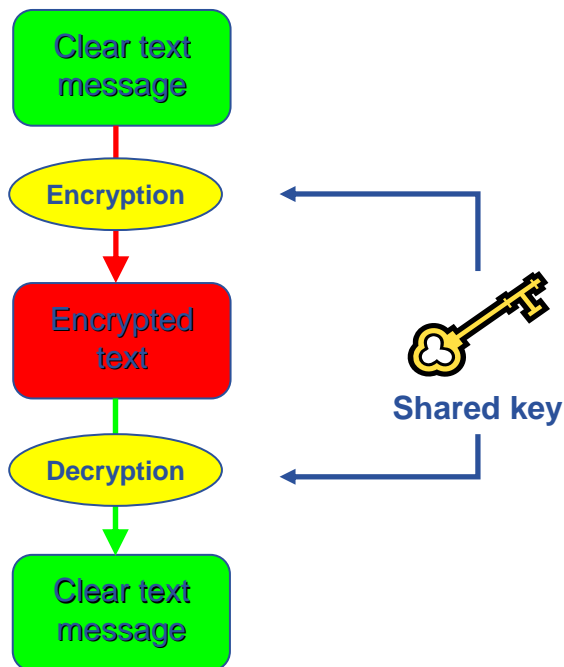 Clear text
message
Encryption
Encrypted
text
Shared key
Decryption
Clear text
message